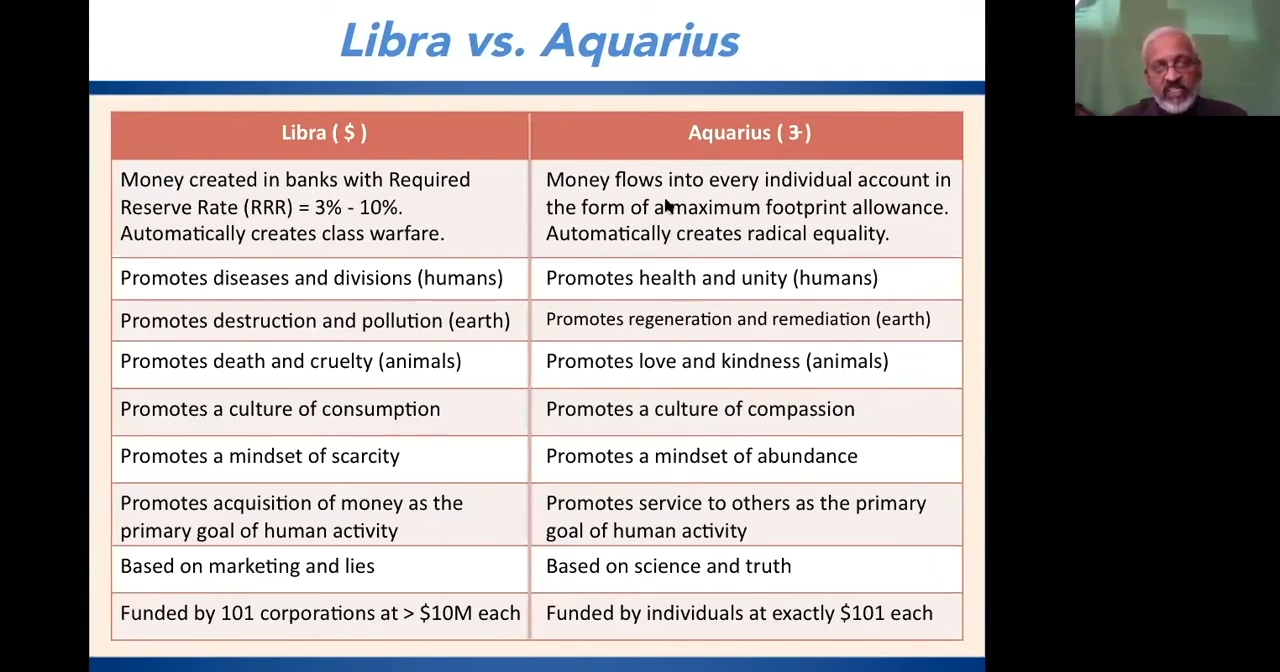 Libra vs. Aquarius
Libra ( $ )
Aquarius ( 3 )
Money created in banks with Required
Reserve Rate (RRR) = 3% - 10%.
Automatically creates class warfare.
Money flows into every individual account in
the form of a maximum footprint allowance.
Automatically creates radical equality.
Promotes diseases and divisions (humans)
Promotes health and unity (humans)
Promotes destruction and pollution (earth)
Promotes regeneration and remediation (earth)
Promotes death and cruelty (animals)
Promotes love and kindness (animals)
Promotes a culture of consumption
Promotes a culture of compassion
Promotes a mindset of scarcity
Promotes a mindset of abundance
Promotes acquisition of money as the
primary goal of human activity
Promotes service to others as the primary
goal of human activity
Based on marketing and lies
Based on science and truth
Funded by 101 corporations at > $10M each
Funded by individuals at exactly $101 each